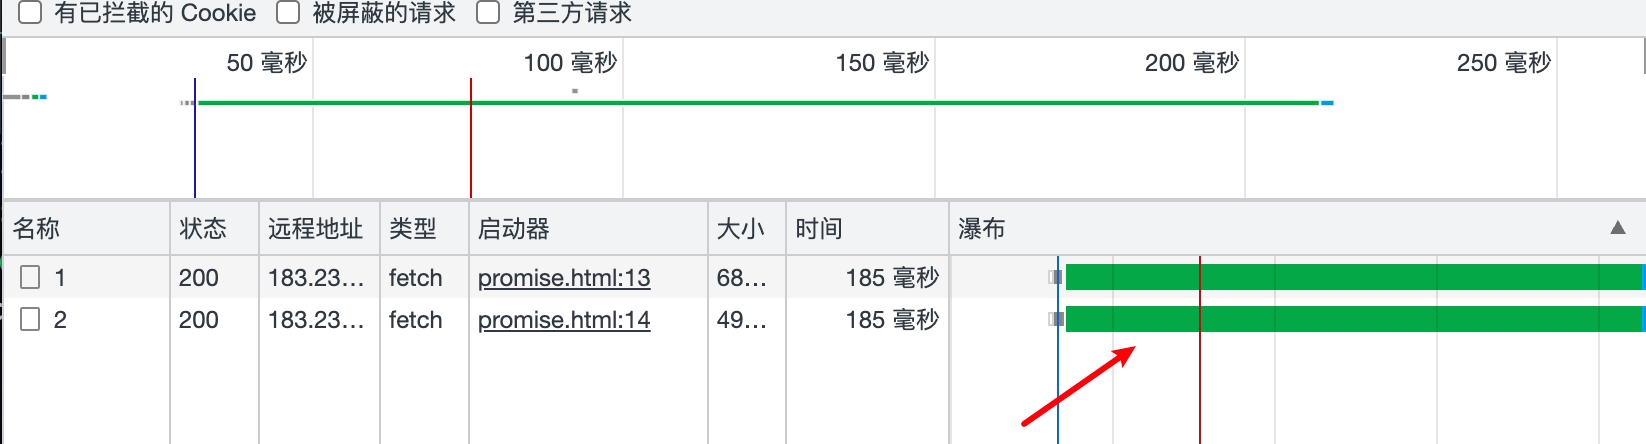 有已拦截的 Cookie 被屏蔽的请求 第三方请求
50 毫秒 100 毫秒 150 毫秒 200 毫秒 250 毫秒
名称 状态 远程地址 类型 启动器 大小 时间 瀑布 ▲
1 200 183.23... fetch promise.html:13 68... 185 毫秒
2 200 183.23... fetch promise.html:14 49... 185 毫秒